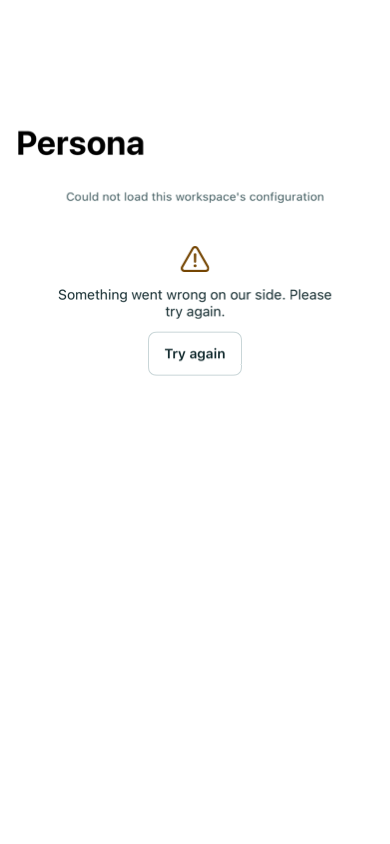 Persona
Could not load this workspace's configuration
Something went wrong on our side. Please
try again.
Try again